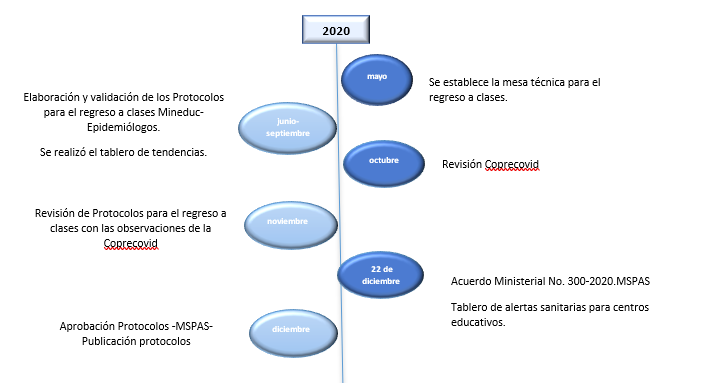 2020
mayo
Se establece la mesa técnica para el
regreso a clases.
Elaboración y validación de los Protocolos
para el regreso a clases Mineduc-
Epidemiólogos.
Se realizó el tablero de tendencias.
junio-
septiembre
octubre
Revisión Coprecovid
Revisión de Protocolos para el regreso a
clases con las observaciones de la
Coprecovid
noviembre
22 de
diciembre
Acuerdo Ministerial No. 300-2020.MSPAS
Tablero de alertas sanitarias para centros
educativos.
Aprobación Protocolos -MSPAS-
Publicación protocolos
diciembre